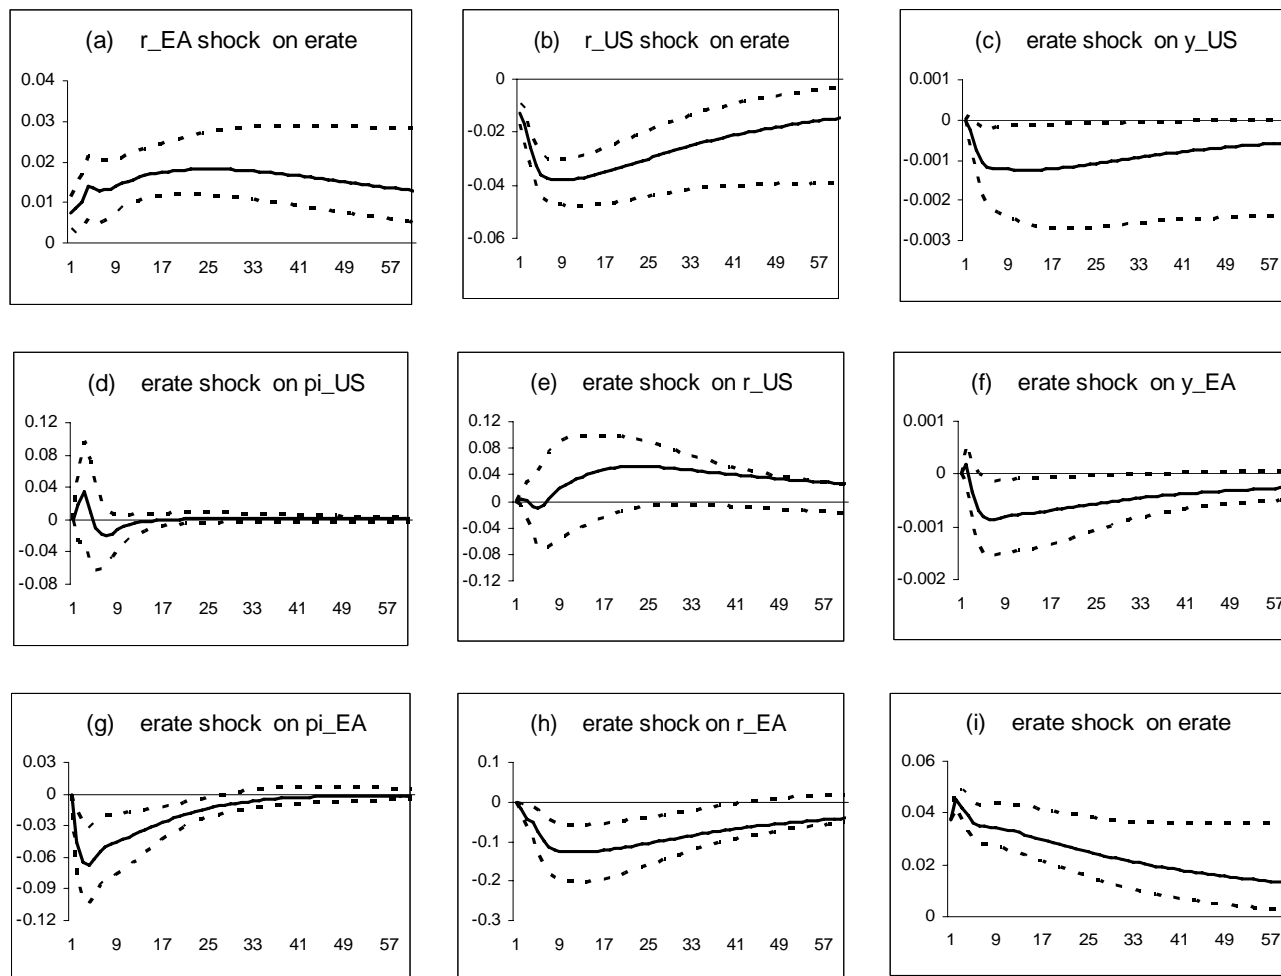 (a) r_EA shock on erate
0.04
0.03
0.02
0.01
0
1 9 17 25 33 41 49 57
(b) r_US shock on erate
0
-0.02
-0.04
-0.06
1 9 17 25 33 41 49 57
(c) erate shock on y_US
0.001
0.000
-0.001
-0.002
-0.003
1 9 17 25 33 41 49 57
(d) erate shock on pi_US
0.12
0.08
0.04
0
-0.04
-0.08
1 9 17 25 33 41 49 57
(e) erate shock on r_US
0.12
0.08
0.04
0
-0.04
-0.08
-0.12
1 9 17 25 33 41 49 57
(f) erate shock on y_EA
0.001
0.000
-0.001
-0.002
1 9 17 25 33 41 49 57
(g) erate shock on pi_EA
0.03
0
-0.03
-0.06
-0.09
-0.12
1 9 17 25 33 41 49 57
(h) erate shock on r_EA
0.1
0
-0.1
-0.2
-0.3
1 9 17 25 33 41 49 57
(i) erate shock on erate
0.06
0.04
0.02
0
1 9 17 25 33 41 49 57